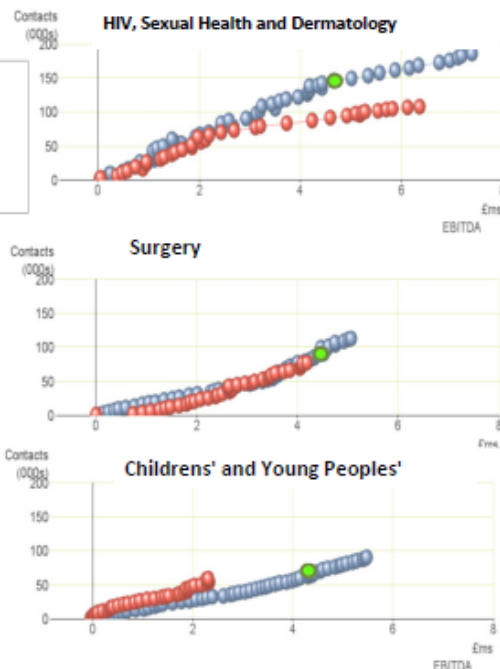 HIV, Sexual Health and Dermatology
Contacts
(000s)
200
150
100
50
0
0 2 4 6 8
£ms
EBITDA
Surgery
Contacts
(000s)
200
150
100
50
0
0 2 4 6 8
£ms
Childrens' and Young Peoples'
Contacts
(000s)
200
150
100
50
0
0 2 4 6 8
£ms
EBITDA